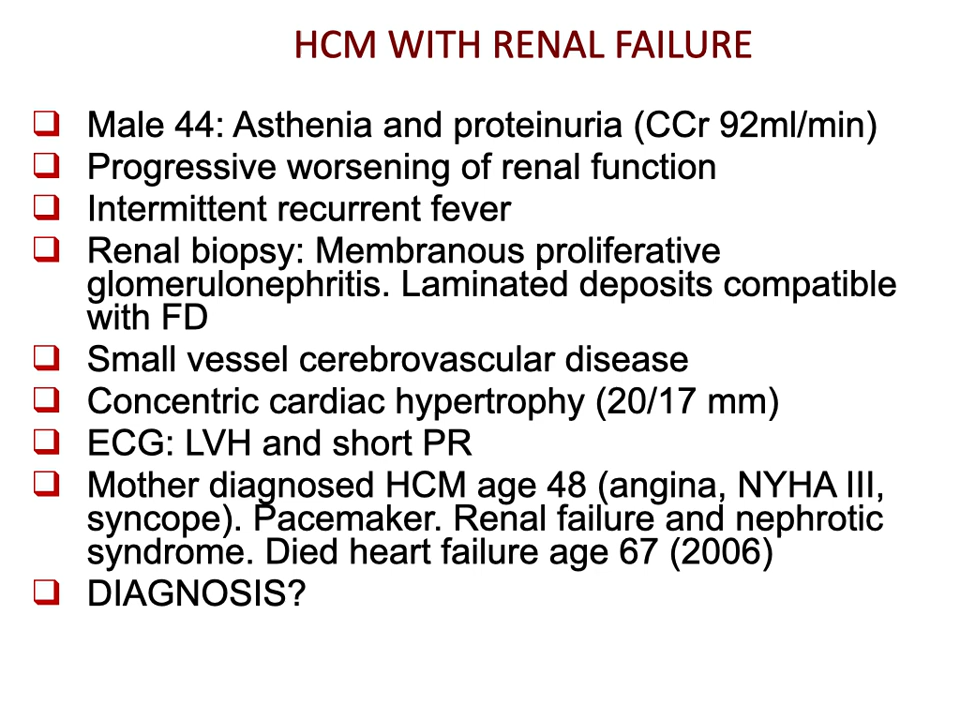 HCM WITH RENAL FAILURE
Male 44: Asthenia and proteinuria (CCr 92ml/min)
Progressive worsening of renal function
Intermittent recurrent fever
Renal biopsy: Membranous proliferative
glomerulonephritis. Laminated deposits compatible
with FD
Small vessel cerebrovascular disease
Concentric cardiac hypertrophy (20/17 mm)
ECG: LVH and short PR
Mother diagnosed HCM age 48 (angina, NYHA III,
syncope). Pacemaker. Renal failure and nephrotic
syndrome. Died heart failure age 67 (2006)
DIAGNOSIS?